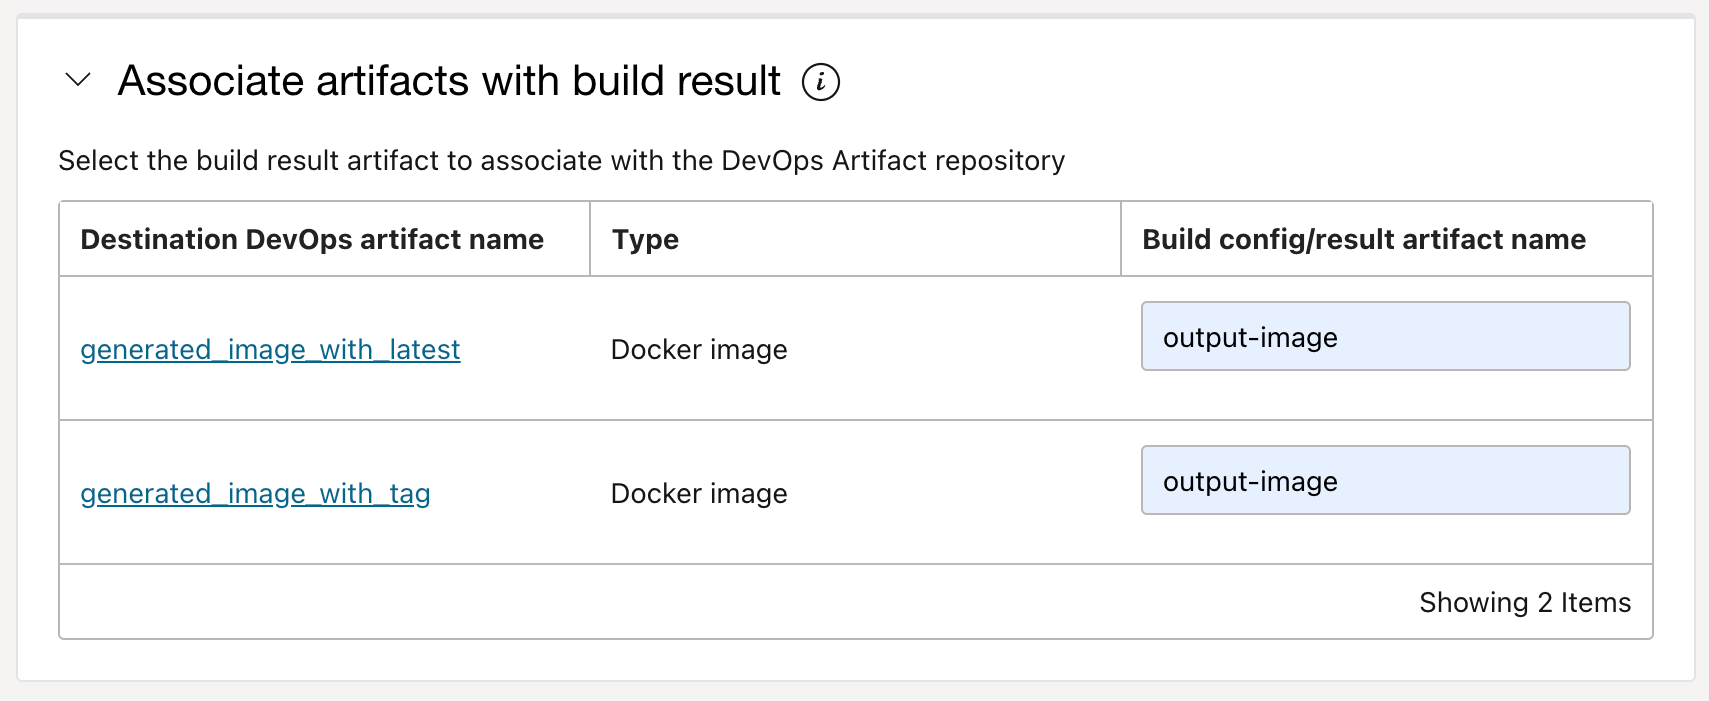 Associate artifacts with build result
Select the build result artifact to associate with the DevOps Artifact repository
Destination DevOps artifact name Type Build config/result artifact name
generated_image_with_latest Docker image output-image
generated_image_with_tag Docker image output-image
Showing 2 Items